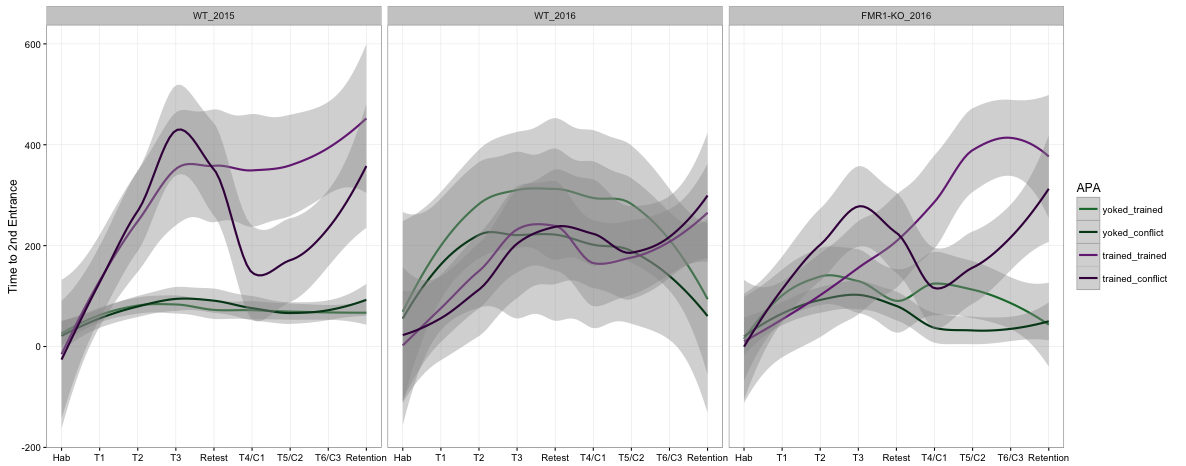 WT_2015 WT_2016 FMR1-KO_2016
Time to 2nd Entrance
600
400
200
0
-200
Hab T1 T2 T3 Retest T4/C1 T5/C2 T6/C3 Retention
Hab T1 T2 T3 Retest T4/C1 T5/C2 T6/C3 Retention
Hab T1 T2 T3 Retest T4/C1 T5/C2 T6/C3 Retention
APA
yoked_trained
yoked_conflict
trained_trained
trained_conflict